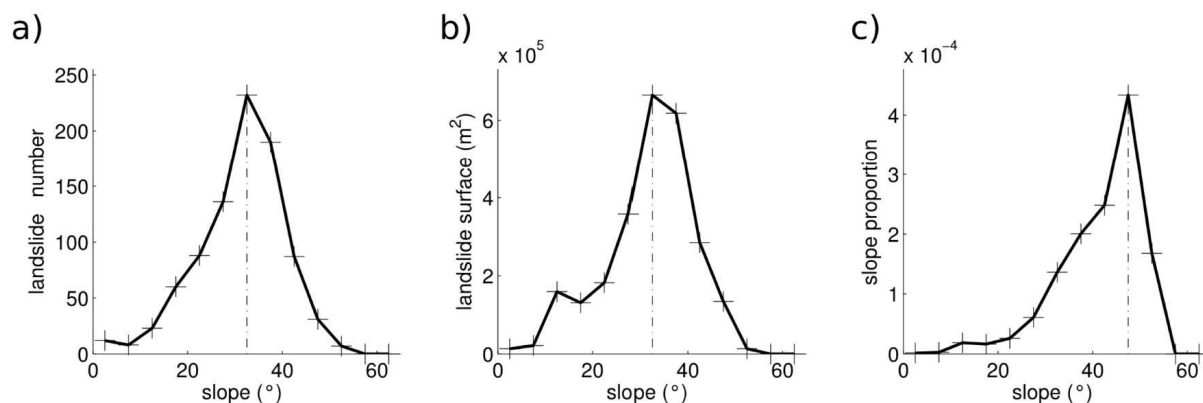 a)
landslide number
250
200
150
100
50
0
0 20 40 60
slope (°)
b)
x 10⁵
landslide surface (m²)
6
4
2
0
0 20 40 60
slope (°)
c)
x 10⁻⁴
slope proportion
4
3
2
1
0
0 20 40 60
slope (°)